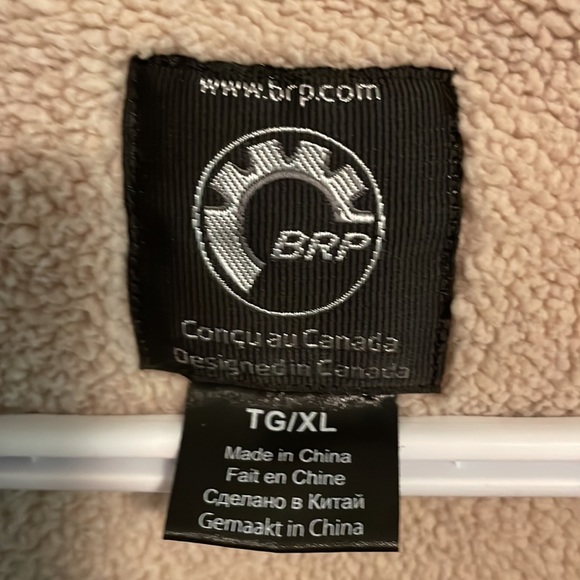 www.brp.com
BRP
Conçu au Canada
Designed in Canada
TG/XL
Made in China
Fait en Chine
Сделано в Китай
Gemaakt in China